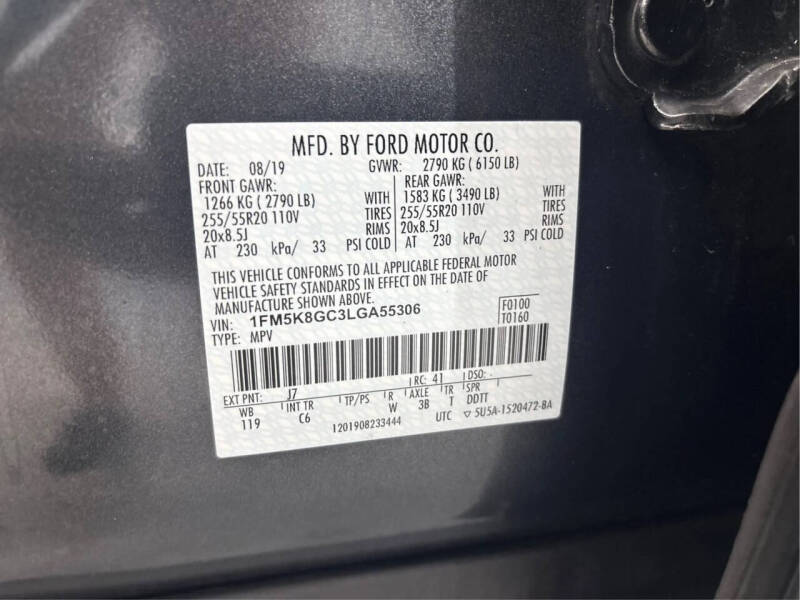 MFD. BY FORD MOTOR CO.
DATE: 08/19 GVWR: 2790 KG ( 6150 LB)
FRONT GAWR: REAR GAWR:
1266 KG ( 2790 LB) WITH 1583 KG ( 3490 LB) WITH
255/55R20 110V TIRES 255/55R20 110V TIRES
20x8.5J RIMS 20x8.5J RIMS
AT 230 kPa/ 33 PSI COLD AT 230 kPa/ 33 PSI COLD
THIS VEHICLE CONFORMS TO ALL APPLICABLE FEDERAL MOTOR
VEHICLE SAFETY STANDARDS IN EFFECT ON THE DATE OF
MANUFACTURE SHOWN ABOVE.
VIN: 1FM5K8GC3LGA55306 F0100
TYPE: MPV T0160
EXT PNT: J7 RC: 41 DSO:
WB INT TR TP/PS R AXLE TR SPR
119 C6 W 3B T DDTT
1201908233444 UTC ▽ 5U5A-1520472-BA